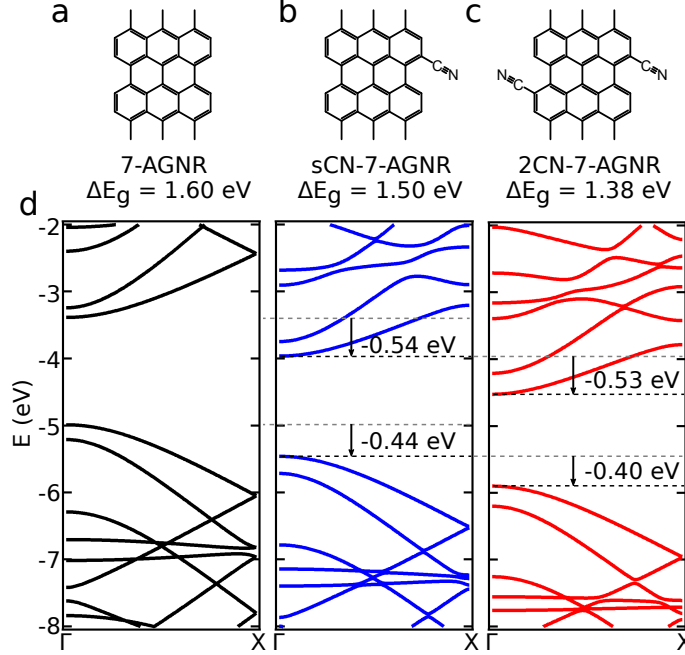 a
b
c
C≡N
N≡C
C≡N
7-AGNR
ΔEg = 1.60 eV
sCN-7-AGNR
ΔEg = 1.50 eV
2CN-7-AGNR
ΔEg = 1.38 eV
d
E (eV)
-2
-3
-4
-5
-6
-7
-8
-0.54 eV
-0.44 eV
-0.53 eV
-0.40 eV
Γ
X
Γ
X
Γ
X